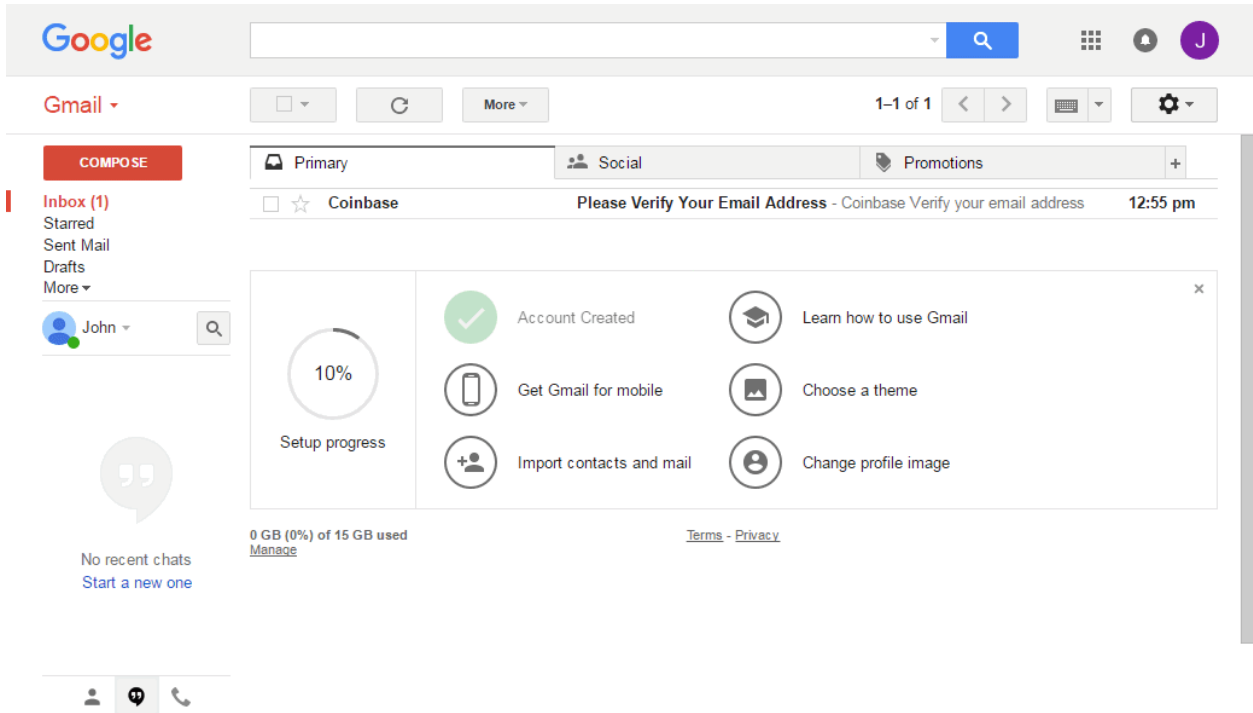 Google
J
Gmail
More
1–1 of 1
COMPOSE
Primary
Social
Promotions
+
Inbox (1)
Starred
Sent Mail
Drafts
More
Coinbase Please Verify Your Email Address - Coinbase Verify your email address 12:55 pm
John
10%
Setup progress
Account Created
Learn how to use Gmail
Get Gmail for mobile
Choose a theme
Import contacts and mail
Change profile image
0 GB (0%) of 15 GB used
Manage
Terms - Privacy
No recent chats
Start a new one